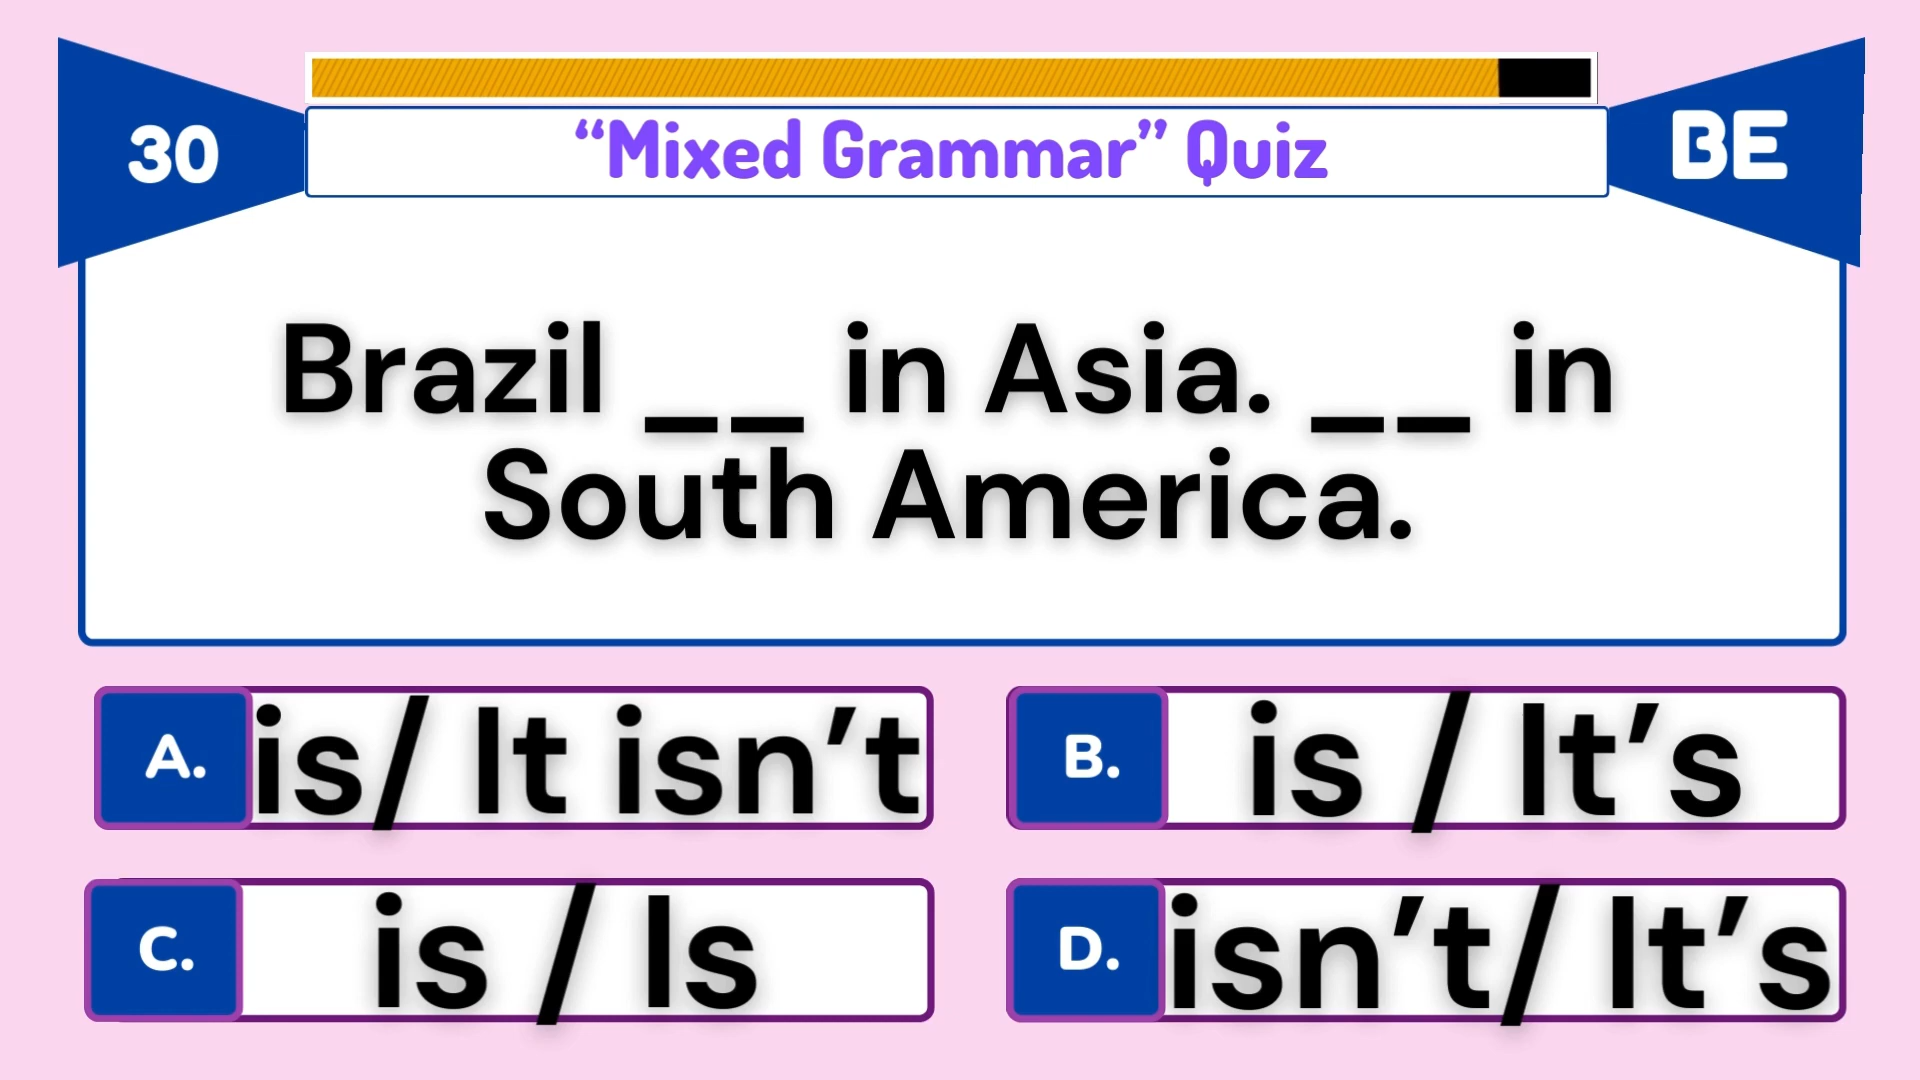 30
“Mixed Grammar” Quiz
BE
Brazil __ in Asia. __ in
South America.
A. is/ It isn’t
B. is / It’s
C. is / Is
D. isn’t/ It’s